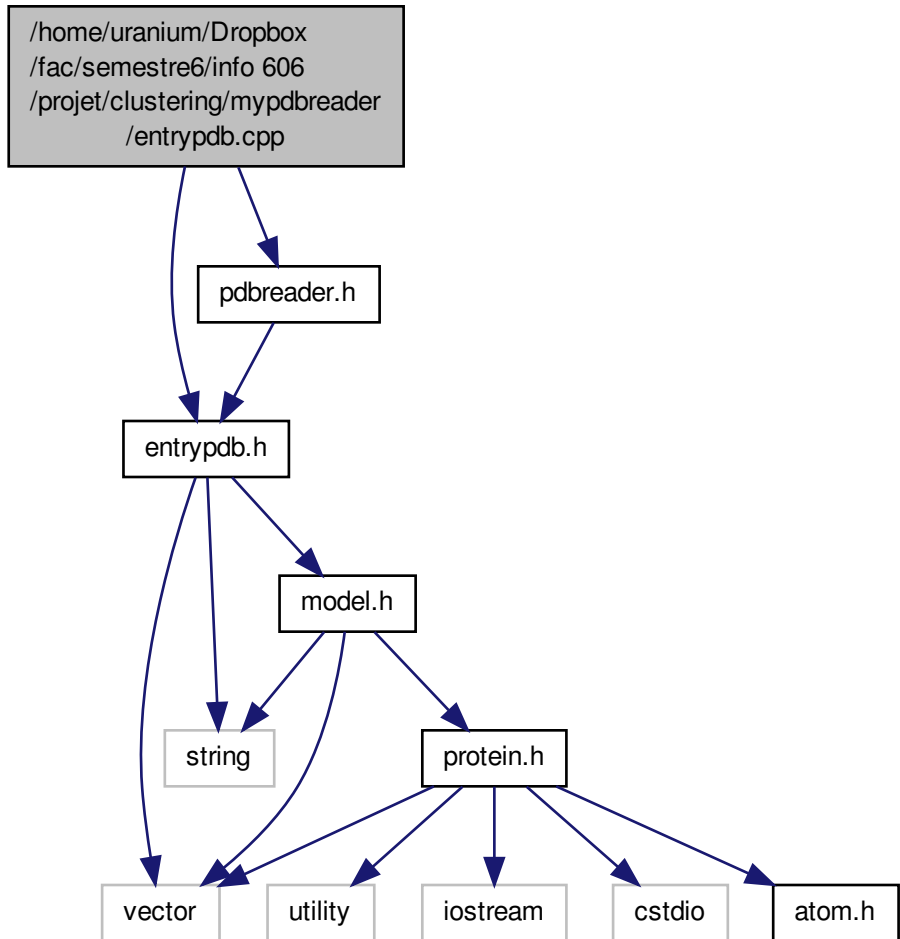 /home/uranium/Dropbox
/fac/semestre6/info 606
/projet/clustering/mypdbreader
/entrypdb.cpp
pdbreader.h
entrypdb.h
model.h
string
protein.h
vector
utility
iostream
cstdio
atom.h